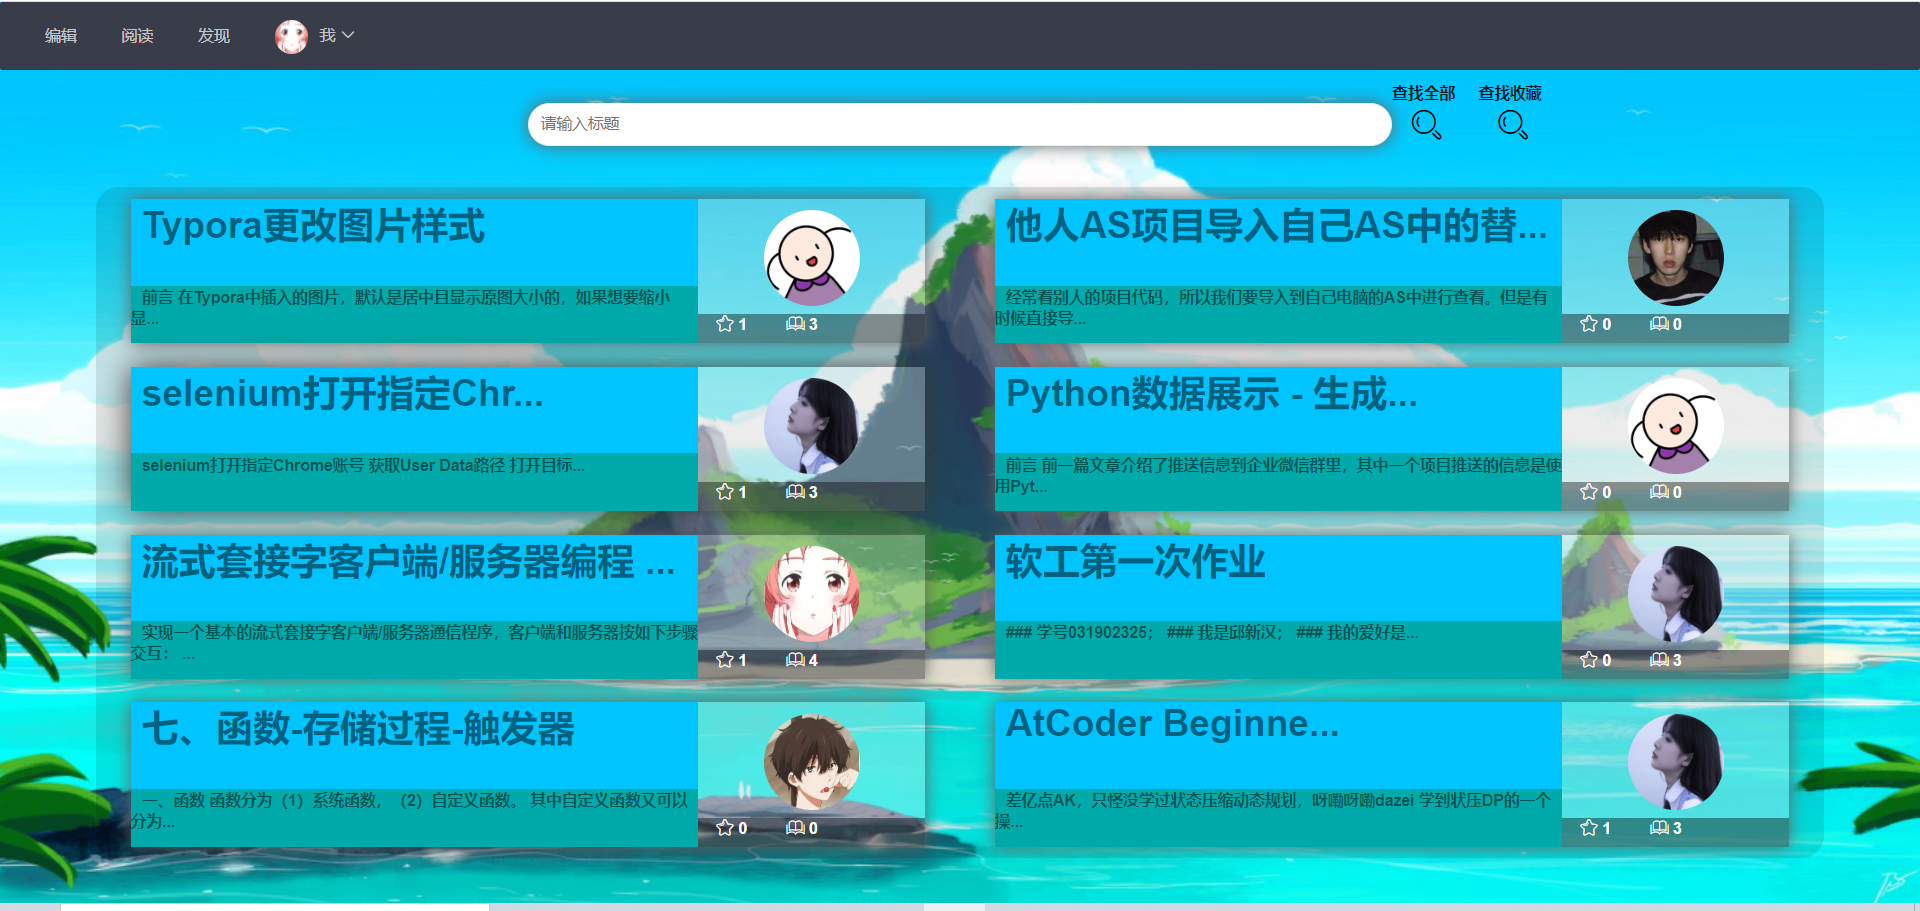 编辑 阅读 发现 我
查找全部 查找收藏
请输入标题
Typora更改图片样式
前言 在Typora中插入的图片，默认是居中且显示原图大小的，如果想要缩小
显...
1 3
他人AS项目导入自己AS中的替...
经常看别人的项目代码，所以我们要导入到自己电脑的AS中进行查看。但是有
时候直接导...
0 0
selenium打开指定Chr...
selenium打开指定Chrome账号 获取User Data路径 打开目标...
1 3
Python数据展示 - 生成...
前言 前一篇文章介绍了推送信息到企业微信群里，其中一个项目推送的信息是使
用Pyt...
0 0
流式套接字客户端/服务器编程 ...
实现一个基本的流式套接字客户端/服务器通信程序，客户端和服务器按如下步骤
交互： ...
1 4
软工第一次作业
### 学号031902325； ### 我是邱新汉； ### 我的爱好是...
0 3
七、函数-存储过程-触发器
一、函数 函数分为（1）系统函数，（2）自定义函数。 其中自定义函数又可以
分为...
0 0
AtCoder Beginne...
差亿点AK，只怪没学过状态压缩动态规划，呀嘞呀嘞dazei 学到状压DP的一个
操...
1 3